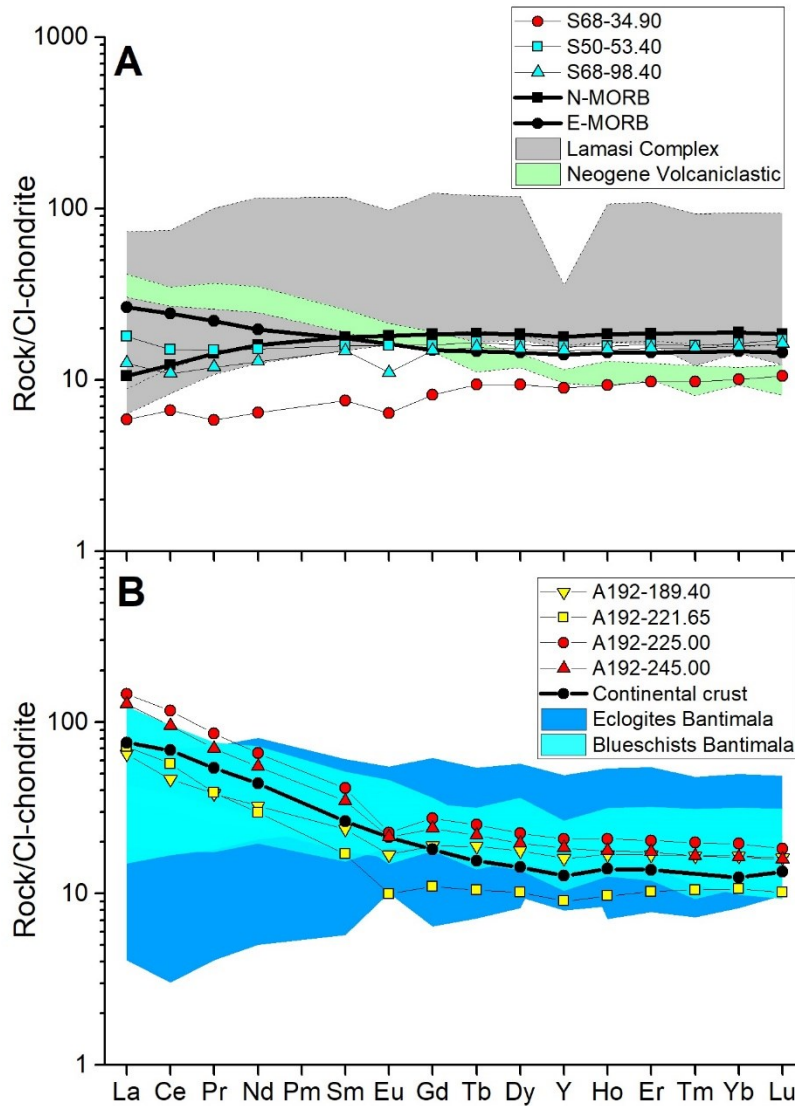 A
1000
100
10
1
Rock/CI-chondrite
S68-34.90
S50-53.40
S68-98.40
N-MORB
E-MORB
Lamasi Complex
Neogene Volcaniclastic
B
100
10
1
Rock/CI-chondrite
A192-189.40
A192-221.65
A192-225.00
A192-245.00
Continental crust
Eclogites Bantimala
Blueschists Bantimala
La Ce Pr Nd Pm Sm Eu Gd Tb Dy Y Ho Er Tm Yb Lu